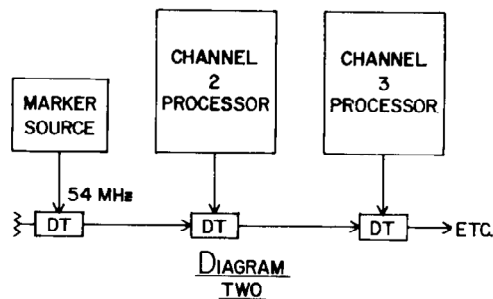 MARKER
SOURCE
CHANNEL
2
PROCESSOR
CHANNEL
3
PROCESSOR
54 MHz
DT
DT
DT
ETC.
DIAGRAM
TWO